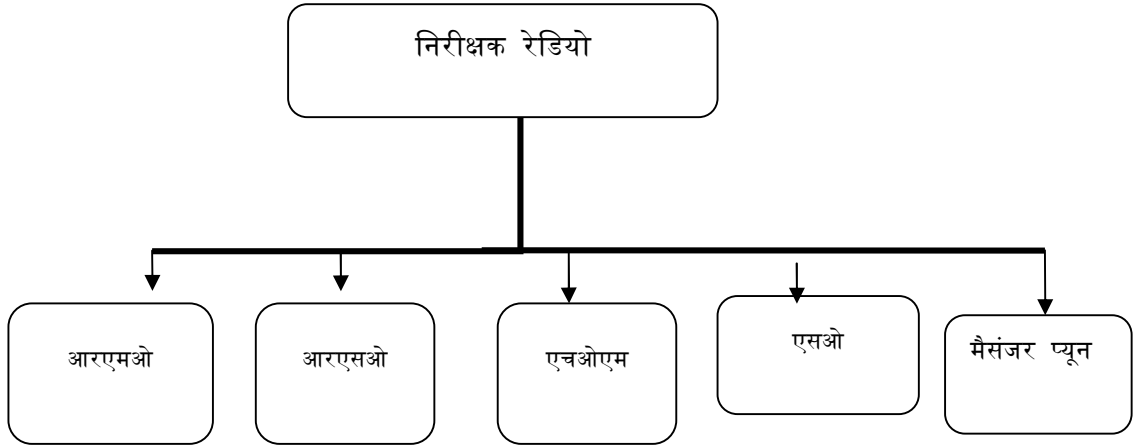 निरीक्षक रेडियो
आरएमओ
आरएसओ
एचओएम
एसओ
मैसंजर प्यून